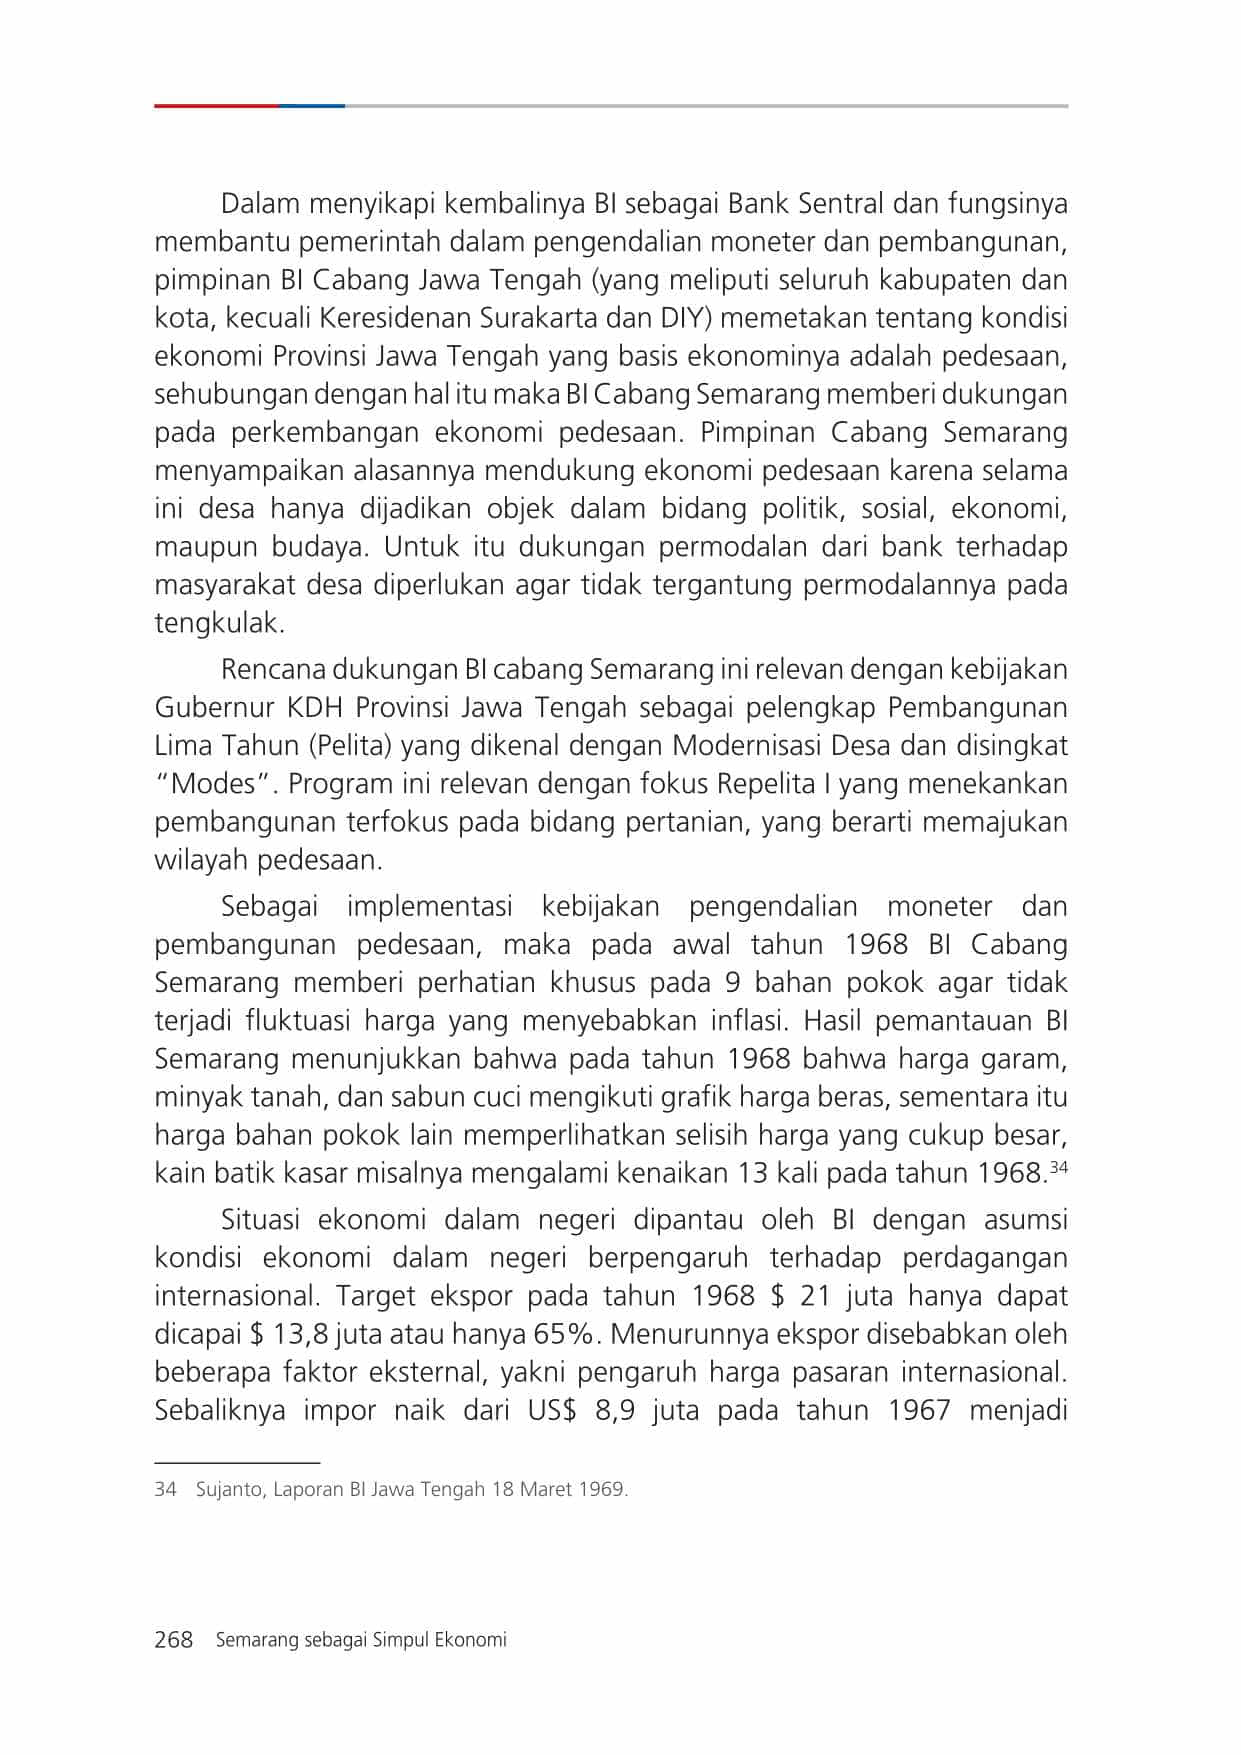 Dalam menyikapi kembalinya BI sebagai Bank Sentral dan fungsinya
membantu pemerintah dalam pengendalian moneter dan pembangunan,
pimpinan BI Cabang Jawa Tengah (yang meliputi seluruh kabupaten dan
kota, kecuali Keresidenan Surakarta dan DIY) memetakan tentang kondisi
ekonomi Provinsi Jawa Tengah yang basis ekonominya adalah pedesaan,
sehubungan dengan hal itu maka BI Cabang Semarang memberi dukungan
pada perkembangan ekonomi pedesaan. Pimpinan Cabang Semarang
menyampaikan alasannya mendukung ekonomi pedesaan karena selama
ini desa hanya dijadikan objek dalam bidang politik, sosial, ekonomi,
maupun budaya. Untuk itu dukungan permodalan dari bank terhadap
masyarakat desa diperlukan agar tidak tergantung permodalannya pada
tengkulak.
Rencana dukungan BI cabang Semarang ini relevan dengan kebijakan
Gubernur KDH Provinsi Jawa Tengah sebagai pelengkap Pembangunan
Lima Tahun (Pelita) yang dikenal dengan Modernisasi Desa dan disingkat
“Modes”. Program ini relevan dengan fokus Repelita I yang menekankan
pembangunan terfokus pada bidang pertanian, yang berarti memajukan
wilayah pedesaan.
Sebagai implementasi kebijakan pengendalian moneter dan
pembangunan pedesaan, maka pada awal tahun 1968 BI Cabang
Semarang memberi perhatian khusus pada 9 bahan pokok agar tidak
terjadi fluktuasi harga yang menyebabkan inflasi. Hasil pemantauan BI
Semarang menunjukkan bahwa pada tahun 1968 bahwa harga garam,
minyak tanah, dan sabun cuci mengikuti grafik harga beras, sementara itu
harga bahan pokok lain memperlihatkan selisih harga yang cukup besar,
kain batik kasar misalnya mengalami kenaikan 13 kali pada tahun 1968.34
Situasi ekonomi dalam negeri dipantau oleh BI dengan asumsi
kondisi ekonomi dalam negeri berpengaruh terhadap perdagangan
internasional. Target ekspor pada tahun 1968 $ 21 juta hanya dapat
dicapai $ 13,8 juta atau hanya 65%. Menurunnya ekspor disebabkan oleh
beberapa faktor eksternal, yakni pengaruh harga pasaran internasional.
Sebaliknya impor naik dari US$ 8,9 juta pada tahun 1967 menjadi
34 Sujanto, Laporan BI Jawa Tengah 18 Maret 1969.
268 Semarang sebagai Simpul Ekonomi